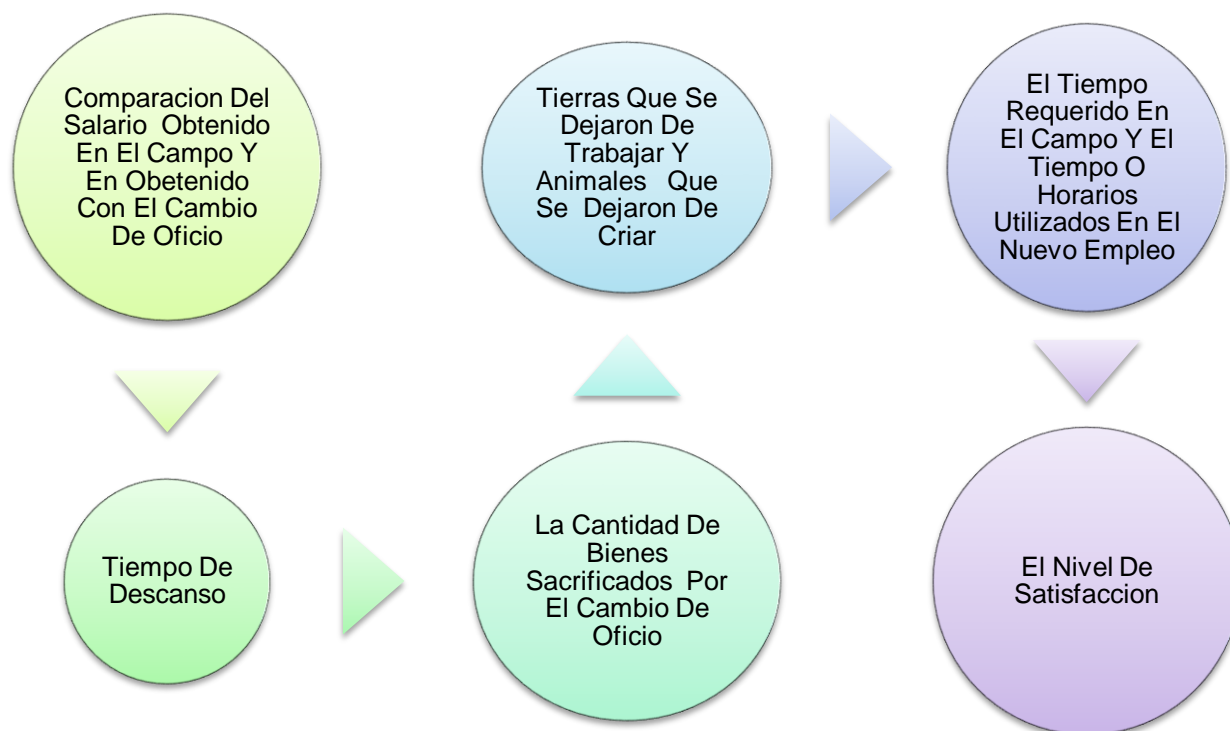 Comparacion Del
Salario Obtenido
En El Campo Y
En Obetenido
Con El Cambio
De Oficio
Tiempo De
Descanso
La Cantidad De
Bienes
Sacrificados Por
El Cambio De
Oficio
Tierras Que Se
Dejaron De
Trabajar Y
Animales Que
Se Dejaron De
Criar
El Tiempo
Requerido En
El Campo Y El
Tiempo O
Horarios
Utilizados En El
Nuevo Empleo
El Nivel De
Satisfaccion